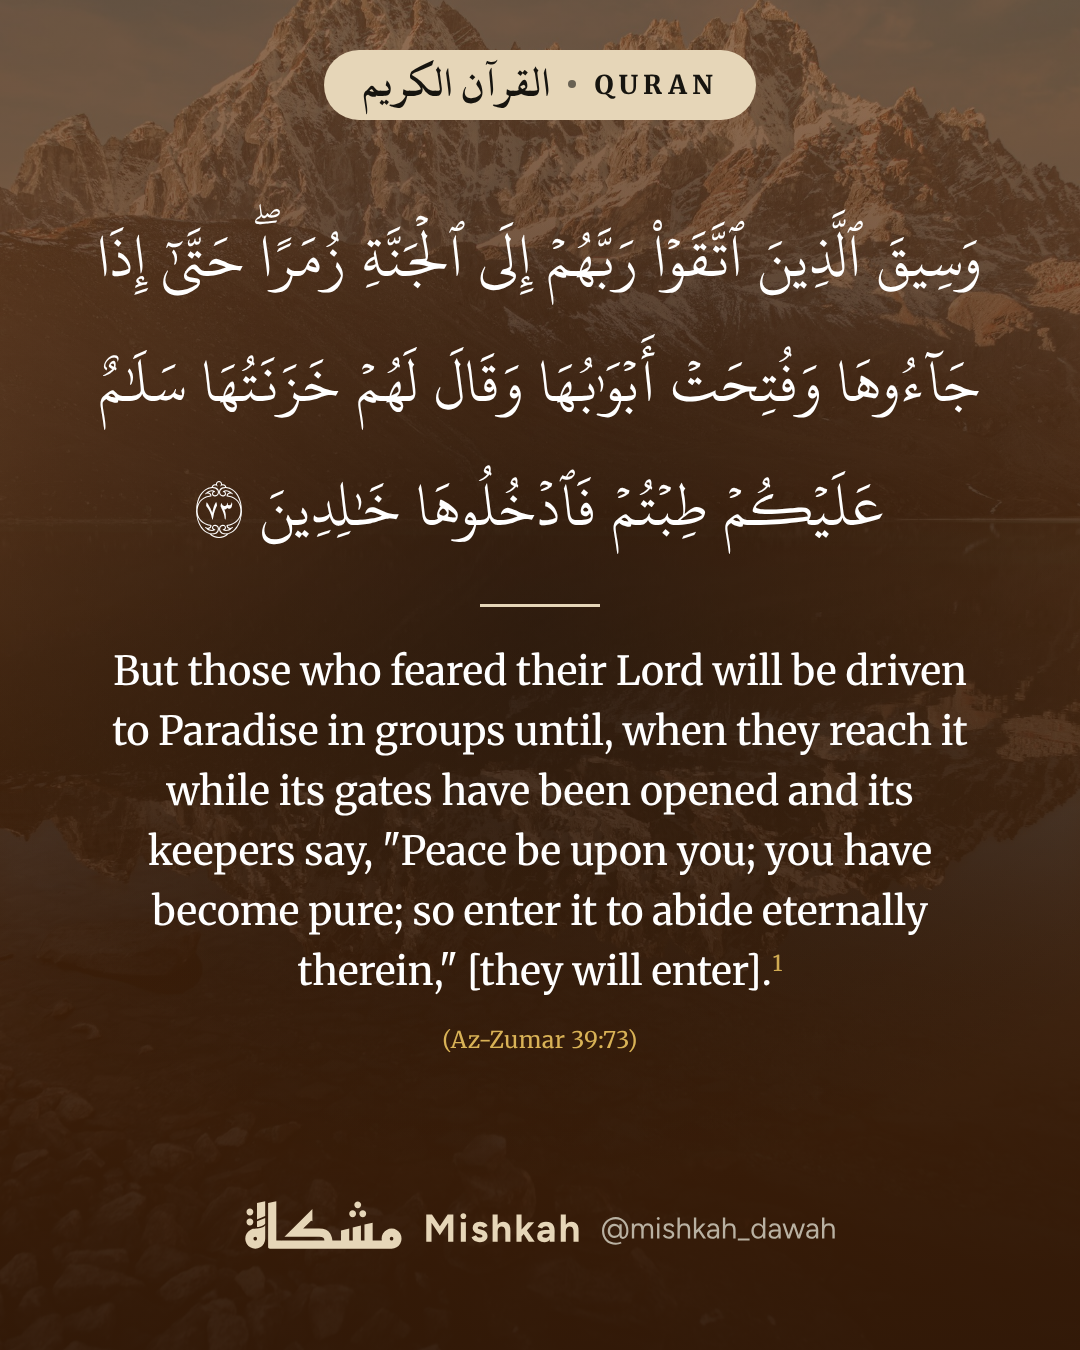 القرآن الكريم • QURAN
وَسِيقَ ٱلَّذِينَ ٱتَّقَوْا۟ رَبَّهُمْ إِلَى ٱلْجَنَّةِ زُمَرًا ۖ حَتَّىٰٓ إِذَا
جَآءُوهَا وَفُتِحَتْ أَبْوَٰبُهَا وَقَالَ لَهُمْ خَزَنَتُهَا سَلَـٰمٌ
عَلَيْكُمْ طِبْتُمْ فَٱدْخُلُوهَا خَـٰلِدِينَ ٧٣
But those who feared their Lord will be driven
to Paradise in groups until, when they reach it
while its gates have been opened and its
keepers say, "Peace be upon you; you have
become pure; so enter it to abide eternally
therein," [they will enter].1
(Az-Zumar 39:73)
مشكاة Mishkah @mishkah_dawah